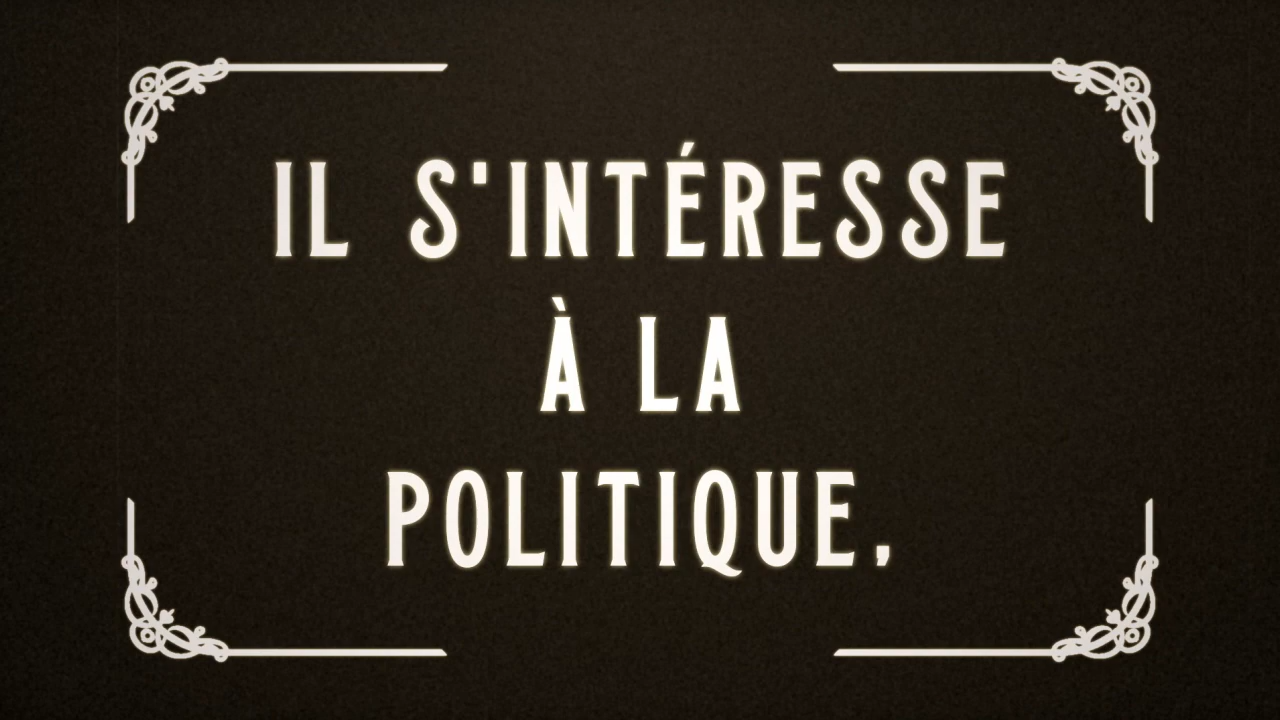 IL S'INTÉRESSE
À LA
POLITIQUE,